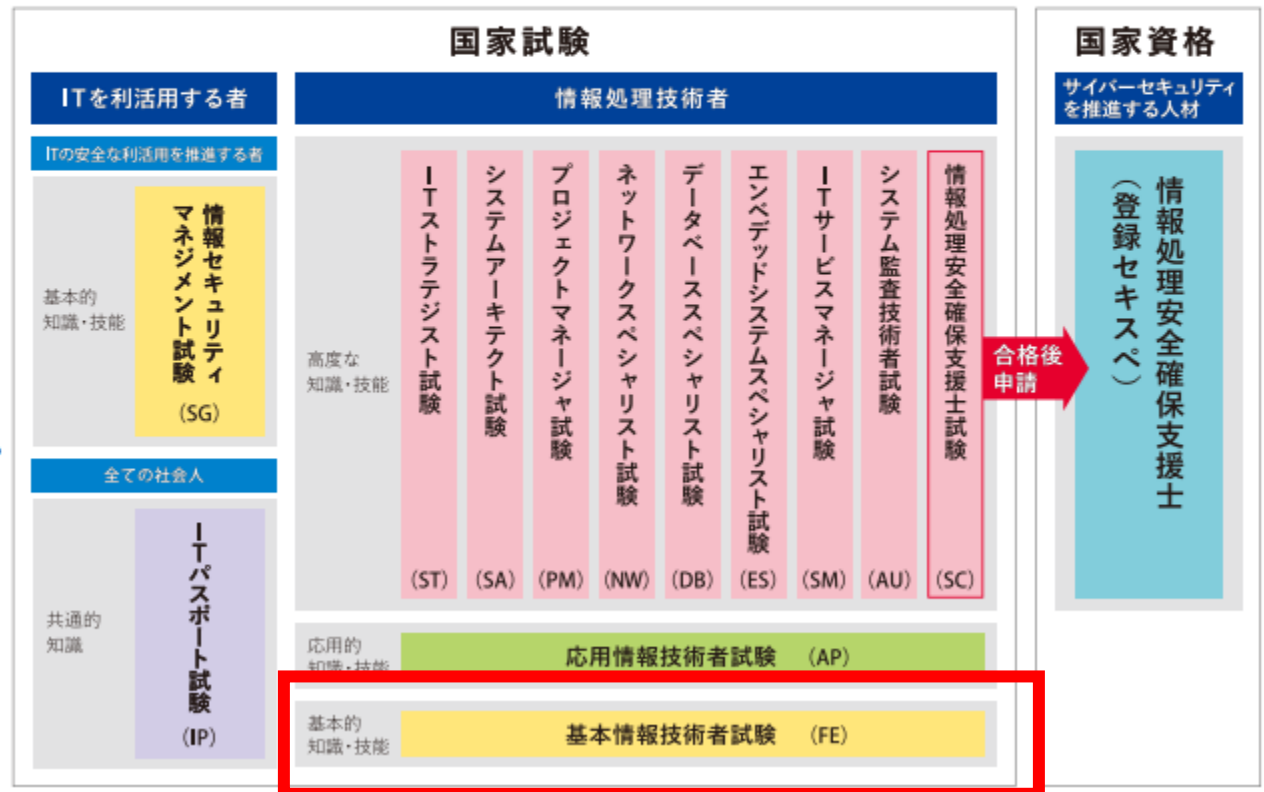 国家試験
ITを利活用する者
ITの安全な利活用を推進する者
基本的
知識・技能
情報セキュリティ
マネジメント試験
(SG)
全ての社会人
共通的
知識
ITパスポート試験
(IP)
情報処理技術者
高度な
知識・技能
ITストラテジスト試験
(ST)
システムアーキテクト試験
(SA)
プロジェクトマネージャ試験
(PM)
ネットワークスペシャリスト試験
(NW)
データベーススペシャリスト試験
(DB)
エンベデッドシステムスペシャリスト試験
(ES)
ITサービスマネージャ試験
(SM)
システム監査技術者試験
(AU)
情報処理安全確保支援士試験
(SC)
応用的
知識・技能
応用情報技術者試験 (AP)
基本的
知識・技能
基本情報技術者試験 (FE)
合格後
申請
国家資格
サイバーセキュリティ
を推進する人材
情報処理安全確保支援士
(登録セキスペ)